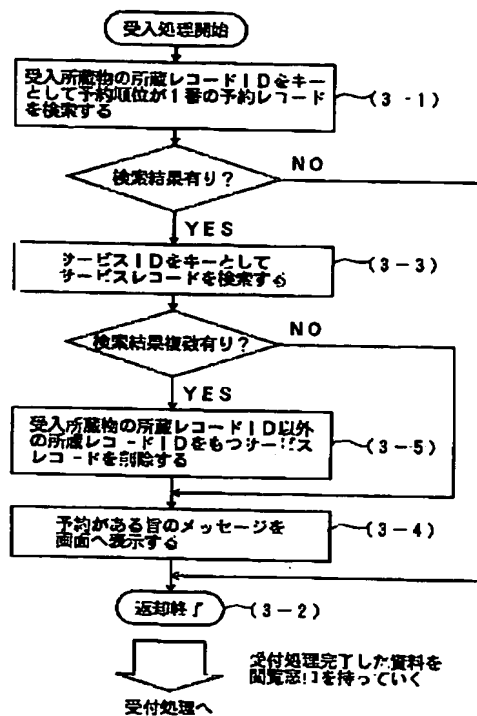 受入処理開始
受入所蔵物の所蔵レコードIDをキー
として予約順位が1番の予約レコード
を検索する
(3-1)
検索結果有り?
NO
YES
サービスIDをキーとして
サービスレコードを検索する
(3-3)
検索結果複数有り?
NO
YES
受入所蔵物の所蔵レコードID以外
の所蔵レコードIDをもつサービス
レコードを削除する
(3-5)
予約がある旨のメッセージを
画面へ表示する
(3-4)
返却終了
(3-2)
受付処理完了した資料を
閲覧窓口を持っていく
受付処理へ